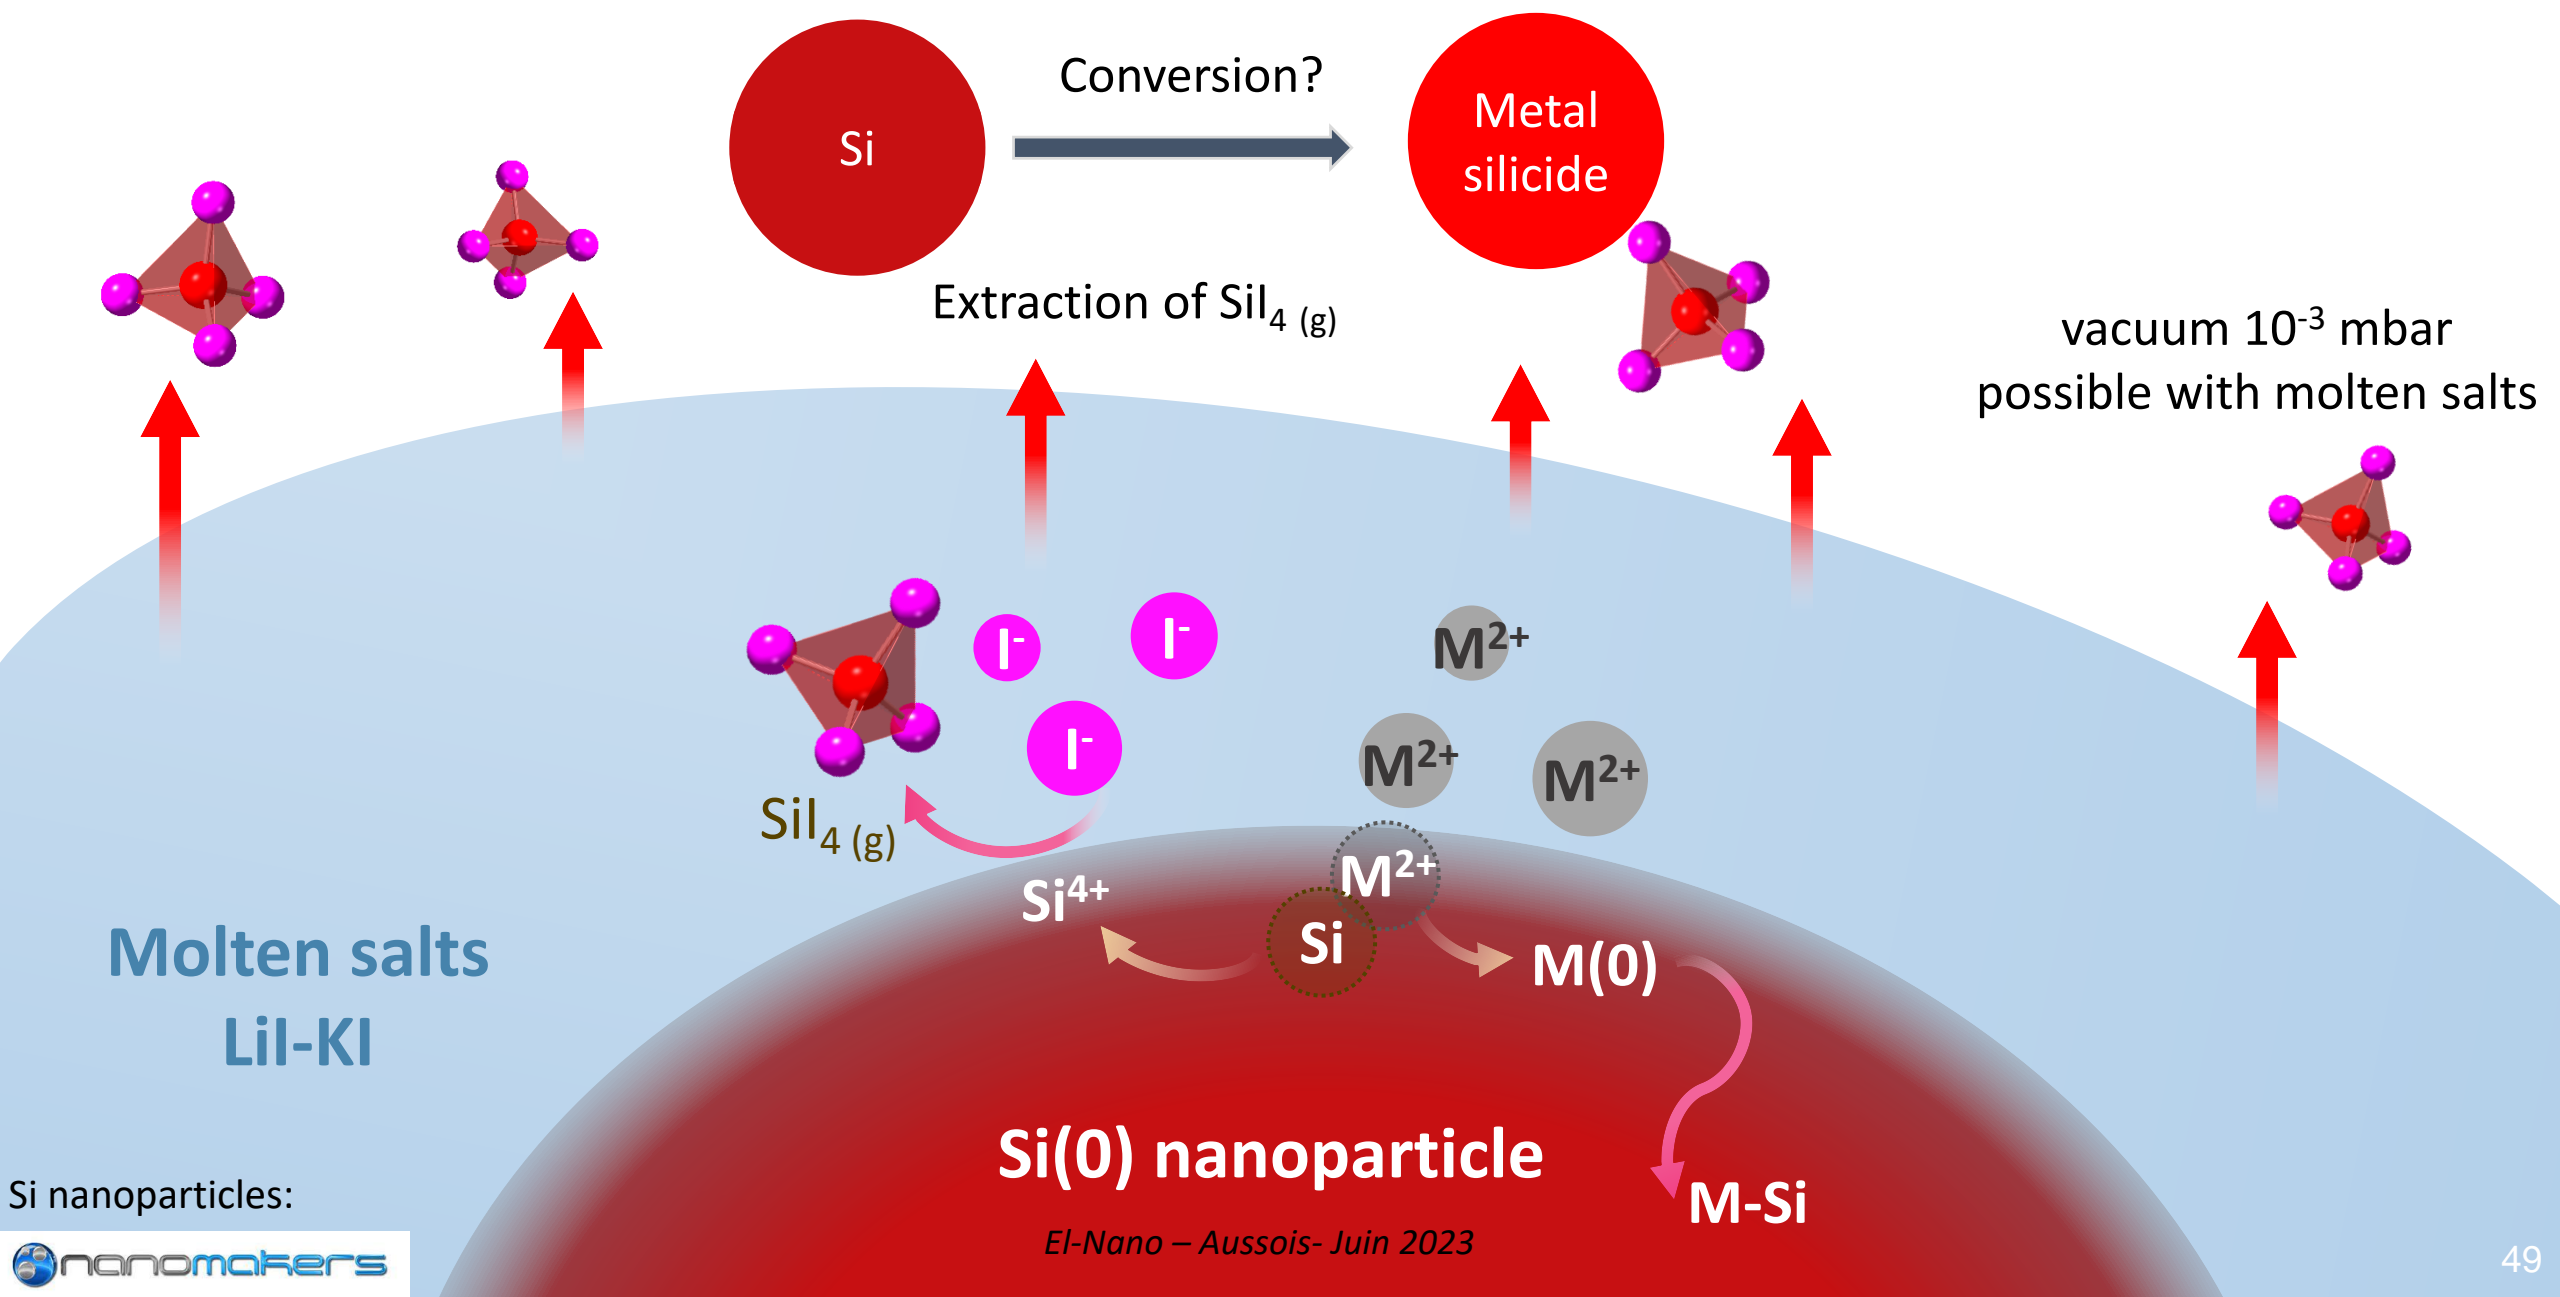 Si
Conversion?
Metal
silicide
Extraction of SiI₄ ₍g₎
vacuum 10⁻³ mbar
possible with molten salts
I⁻
I⁻
I⁻
M²⁺
M²⁺
M²⁺
SiI₄ ₍g₎
Si⁴⁺
M²⁺
Si
M(0)
Molten salts
LiI-KI
Si(0) nanoparticle
M-Si
Si nanoparticles:
nanomakers
El-Nano – Aussois- Juin 2023
49